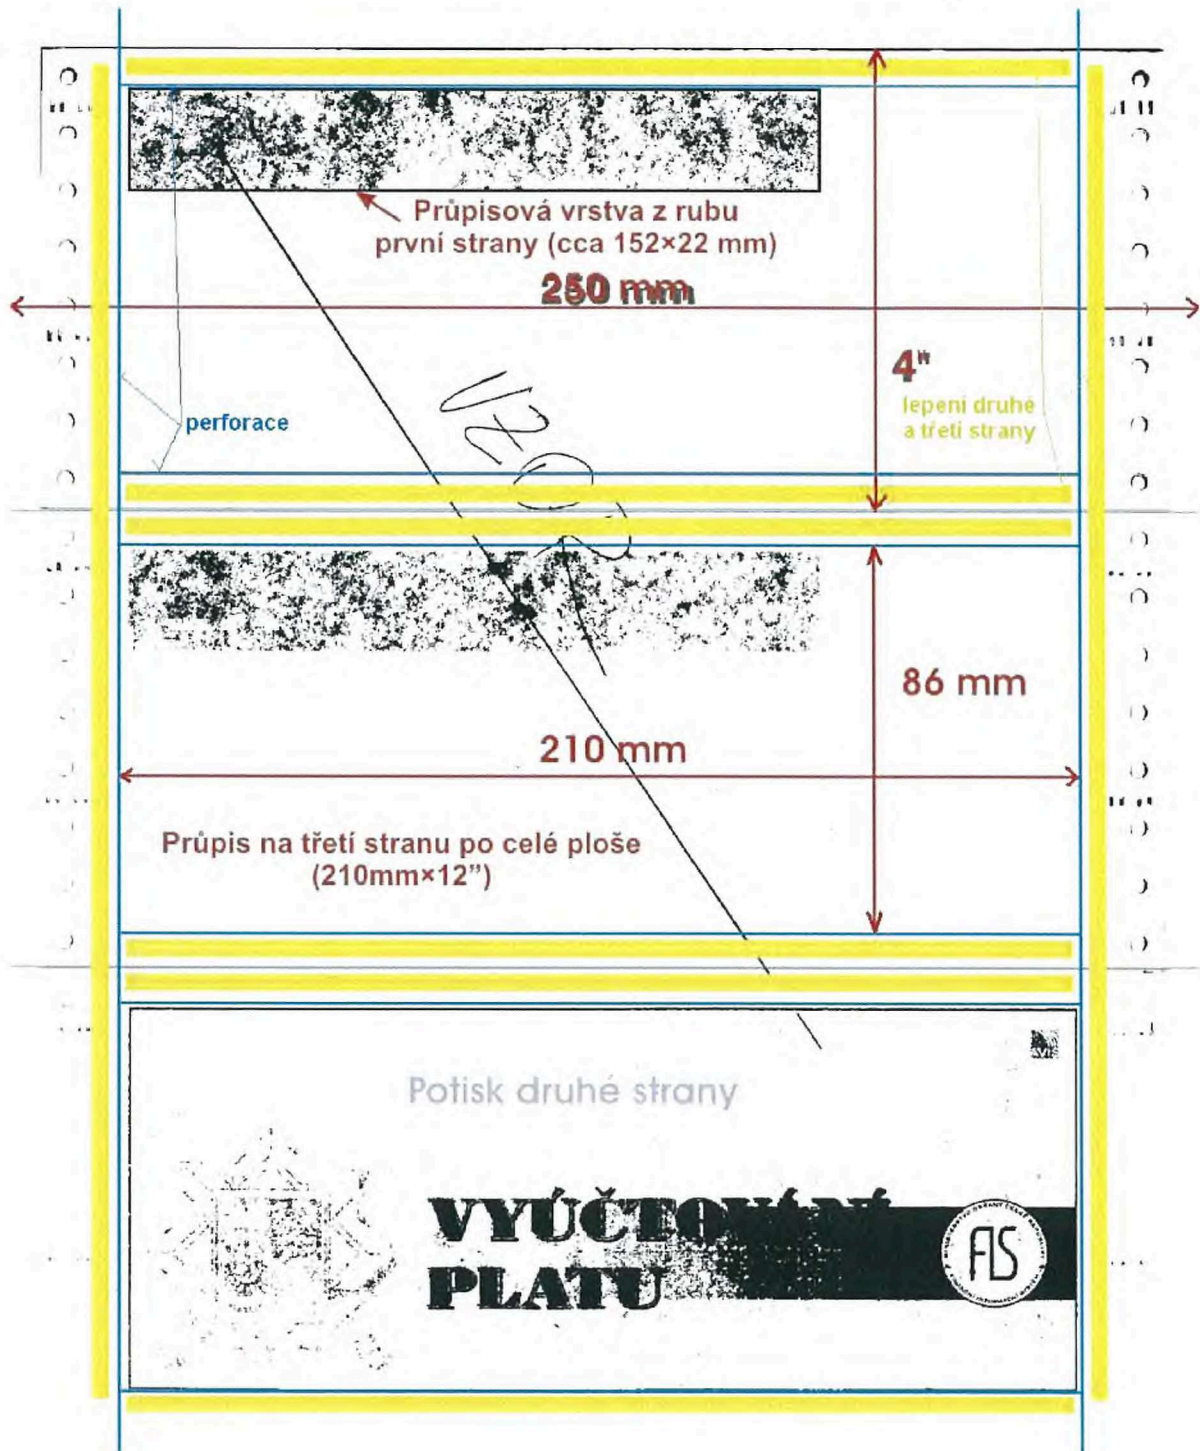 Průpisová vrstva z rubu
první strany (cca 152×22 mm)
250 mm
4"
lepení druhé
a třetí strany
perforace
VZOR
86 mm
210 mm
Průpis na třetí stranu po celé ploše
(210mm×12”)
Potisk druhé strany
VYÚČTOVÁNÍ
PLATU
FIS